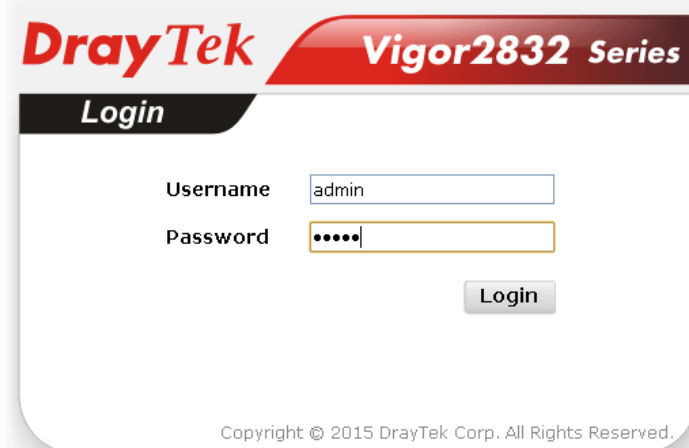 DrayTek Vigor2832 Series
Login
Username admin
Password •••••
Login
Copyright © 2015 DrayTek Corp. All Rights Reserved.